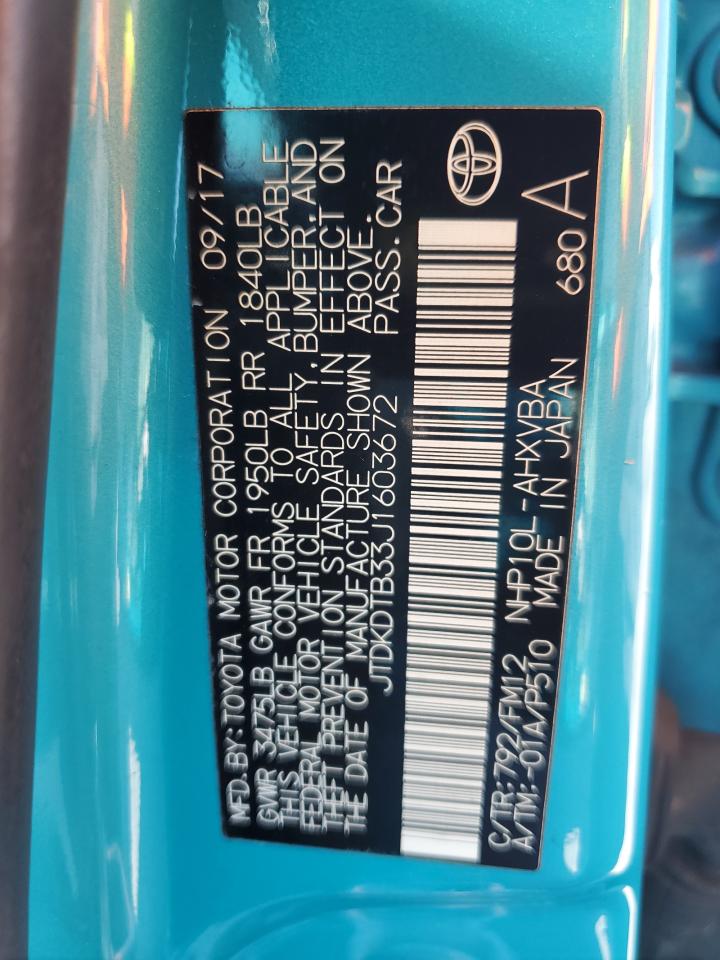 MFD.BY:TOYOTA MOTOR CORPORATION 09/17
GVWR 3475LB GAWR FR 1950LB RR 1840LB
THIS VEHICLE CONFORMS TO ALL APPLICABLE
FEDERAL MOTOR VEHICLE SAFETY, BUMPER, AND
THEFT PREVENTION STANDARDS IN EFFECT ON
THE DATE OF MANUFACTURE SHOWN ABOVE.
JTDKDTB33J1603672 PASS.CAR
C/TR:792/FM12 NHP10L-AHXVBA
A/TM:-01A/P510 MADE IN JAPAN 680A